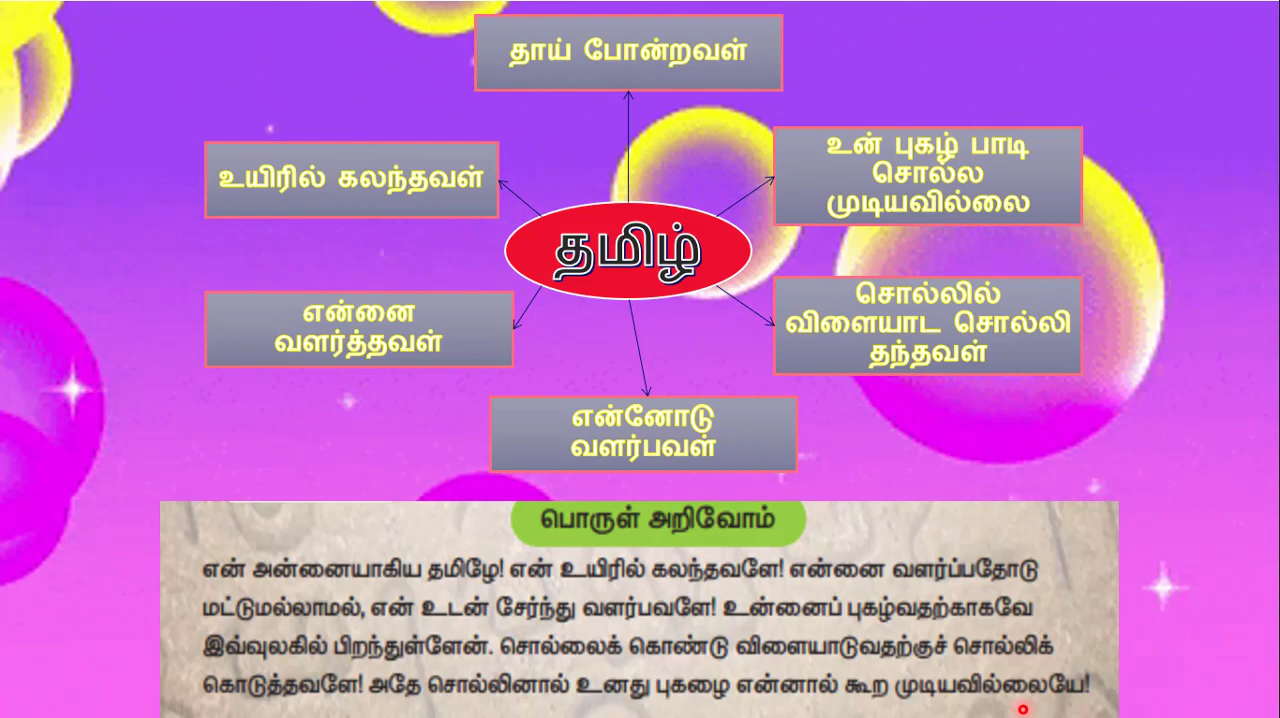 தாய் போன்றவள்
உயிரில் கலந்தவள்
உன் புகழ் பாடி
சொல்ல
முடியவில்லை
தமிழ்
என்னை
வளர்த்தவள்
சொல்லில்
விளையாட சொல்லி
தந்தவள்
என்னோடு
வளர்பவள்
பொருள் அறிவோம்
என் அன்னையாகிய தமிழே! என் உயிரில் கலந்தவளே! என்னை வளர்ப்பதோடு
மட்டுமல்லாமல், என் உடன் சேர்ந்து வளர்பவளே! உன்னைப் புகழ்வதற்காகவே
இவ்வுலகில் பிறந்துள்ளேன். சொல்லைக் கொண்டு விளையாடுவதற்குச் சொல்லிக்
கொடுத்தவளே! அதே சொல்லினால் உனது புகழை என்னால் கூற முடியவில்லையே!